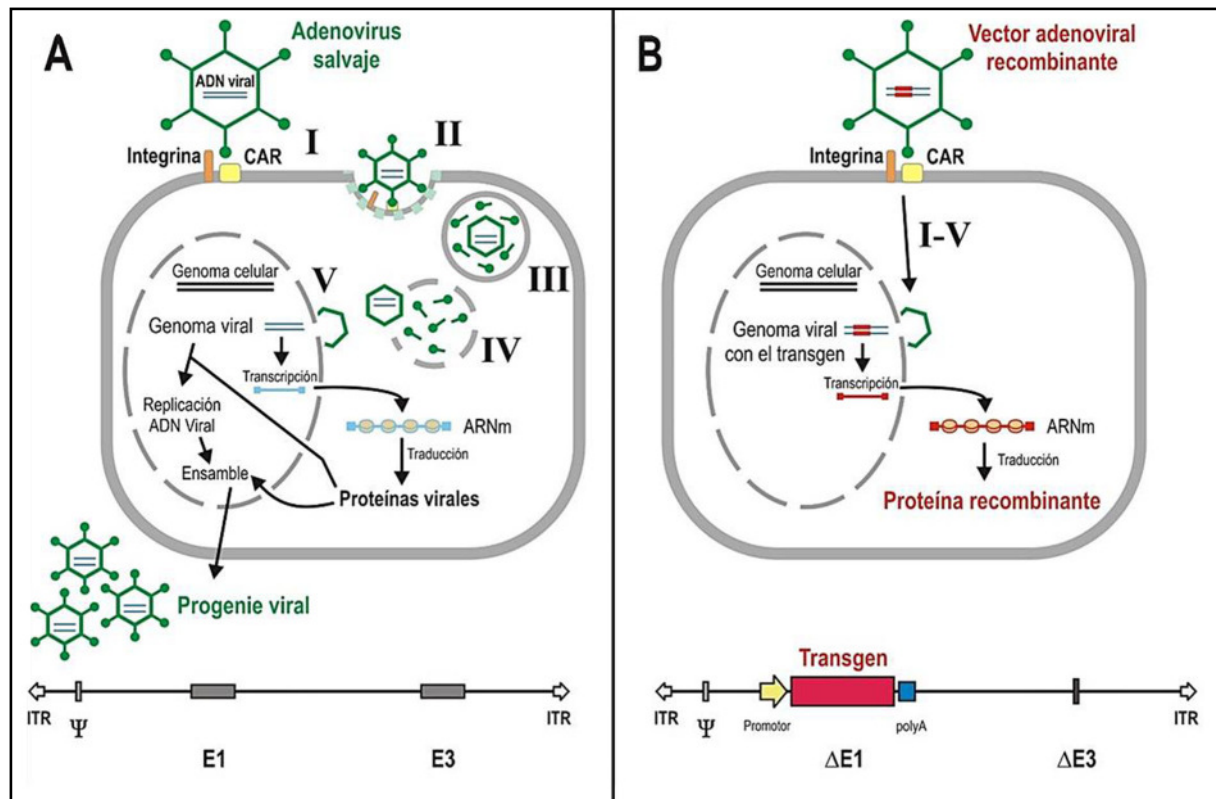 A
Adenovirus
salvaje
ADN viral
I
II
Integrina
CAR
Genoma celular
V
III
Genoma viral
IV
Transcripción
Replicación
ADN Viral
ARNm
Traducción
Ensamble
Proteínas virales
Progenie viral
ITR
Ψ
ITR
E1
E3
B
Vector adenoviral
recombinante
Integrina
CAR
I-V
Genoma celular
Genoma viral
con el transgen
Transcripción
ARNm
Traducción
Proteína recombinante
Transgen
ITR
Ψ
Promotor
polyA
ITR
ΔE1
ΔE3